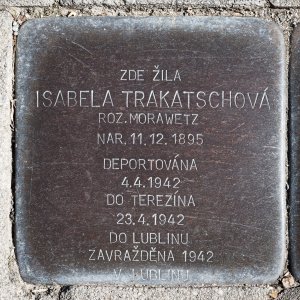 ZDE ŽILA
ISABELA TRAKATSCHOVÁ
ROZ. MORAWETZ
NAR. 11. 12. 1895
DEPORTOVÁNA
4.4.1942
DO TEREZÍNA
23.4.1942
DO LUBLINU
ZAVRAŽDĚNA 1942
V LUBLINU